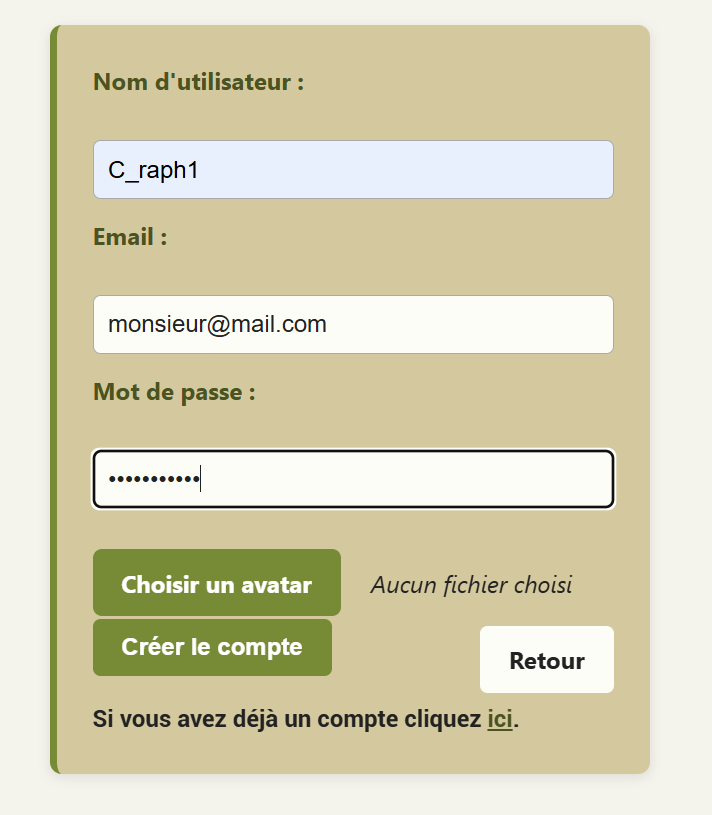 Nom d'utilisateur :
C_raph1
Email :
monsieur@mail.com
Mot de passe :
•••••••••••
Choisir un avatar Aucun fichier choisi
Créer le compte Retour
Si vous avez déjà un compte cliquez ici.